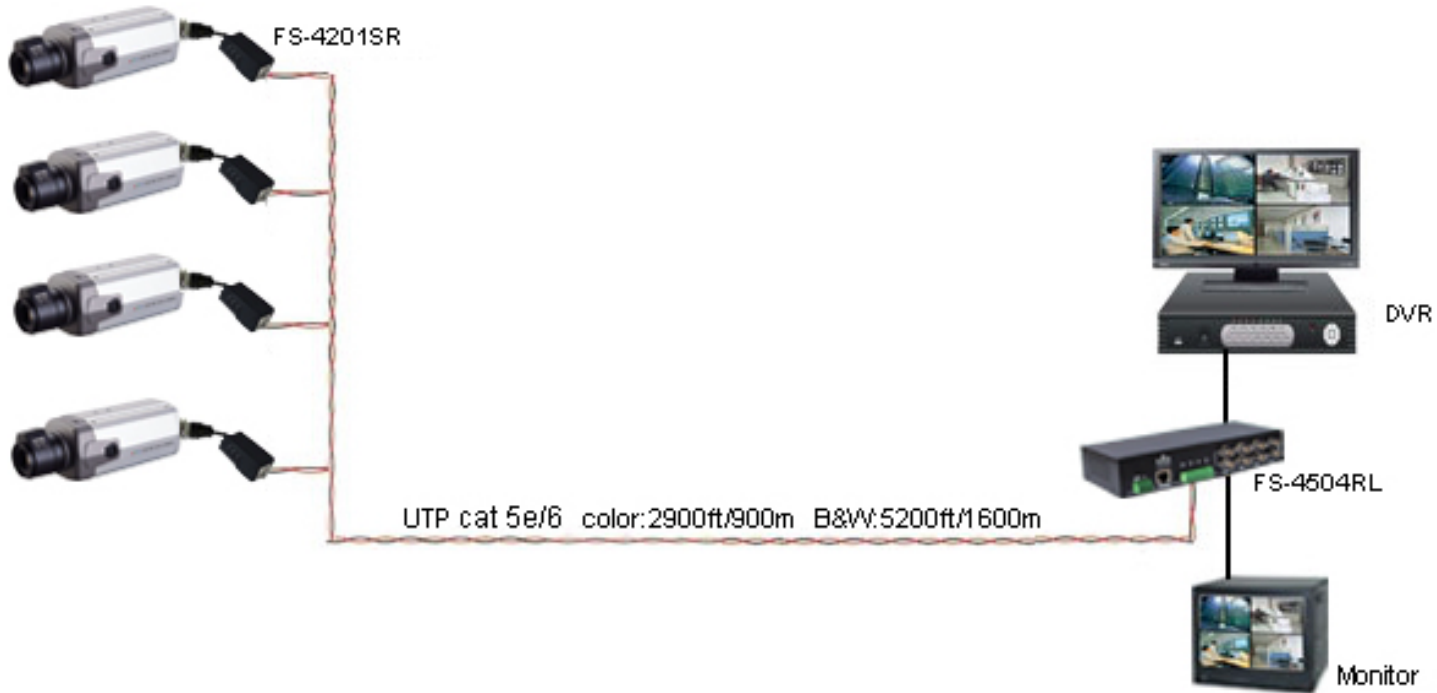 FS-4201SR
DVR
FS-4504RL
UTP cat 5e/6 color:2900ft/900m B&W:5200ft/1600m
Monitor